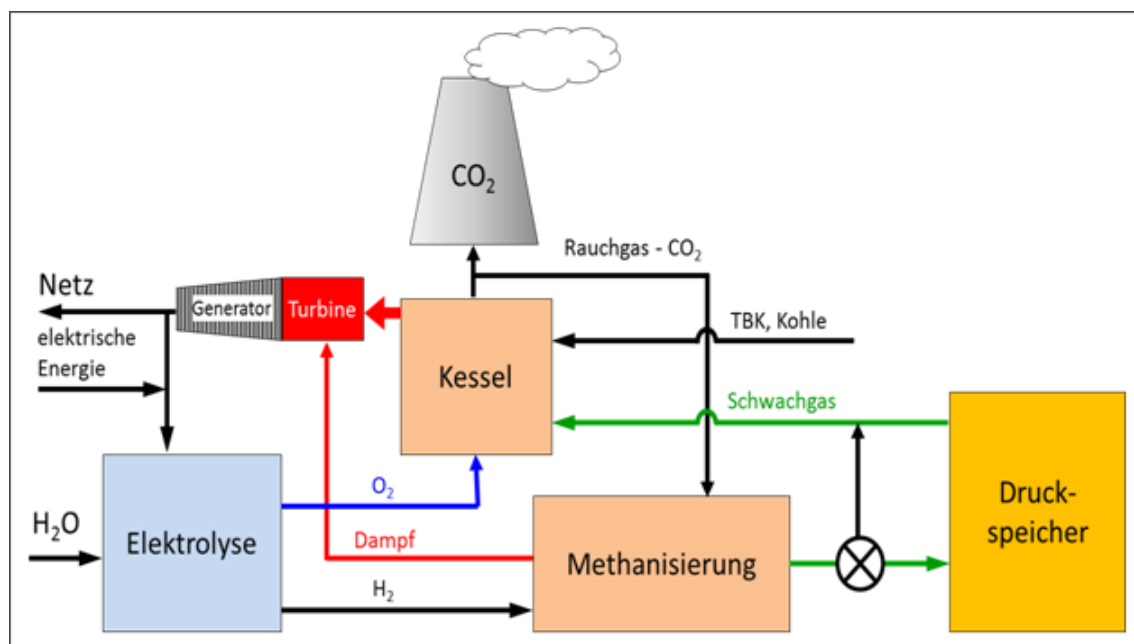 CO₂
Rauchgas - CO₂
Netz
Generator
Turbine
elektrische
Energie
TBK, Kohle
Kessel
Schwachgas
O₂
H₂O
Elektrolyse
Dampf
Methanisierung
Druck-
speicher
H₂